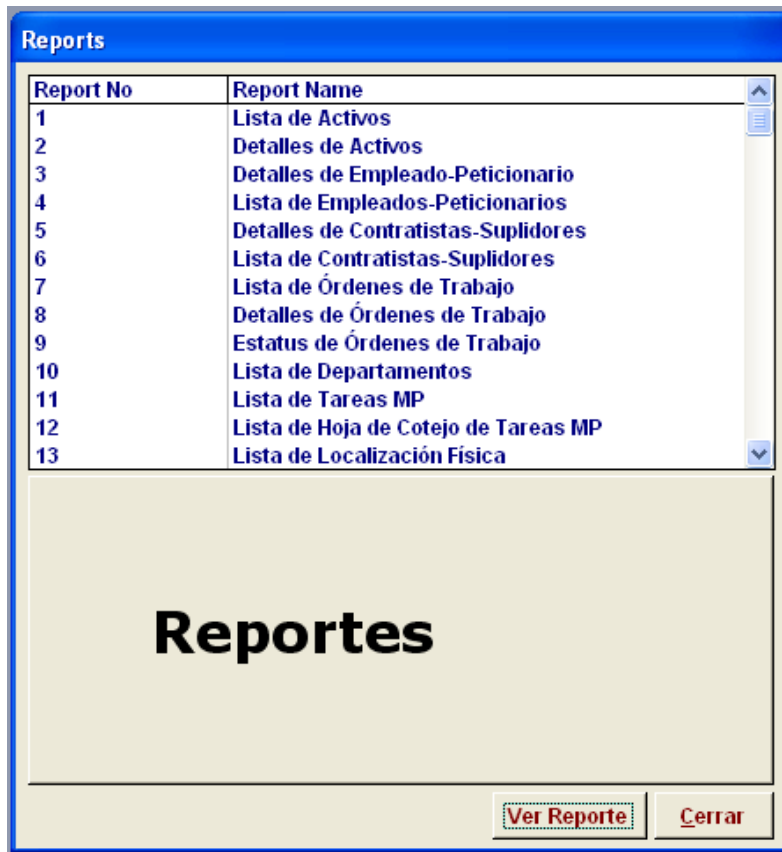 Reports
Report No Report Name
1 Lista de Activos
2 Detalles de Activos
3 Detalles de Empleado-Peticionario
4 Lista de Empleados-Peticionarios
5 Detalles de Contratistas-Suplidores
6 Lista de Contratistas-Suplidores
7 Lista de Órdenes de Trabajo
8 Detalles de Órdenes de Trabajo
9 Estatus de Órdenes de Trabajo
10 Lista de Departamentos
11 Lista de Tareas MP
12 Lista de Hoja de Cotejo de Tareas MP
13 Lista de Localización Física
Reportes
Ver Reporte Cerrar